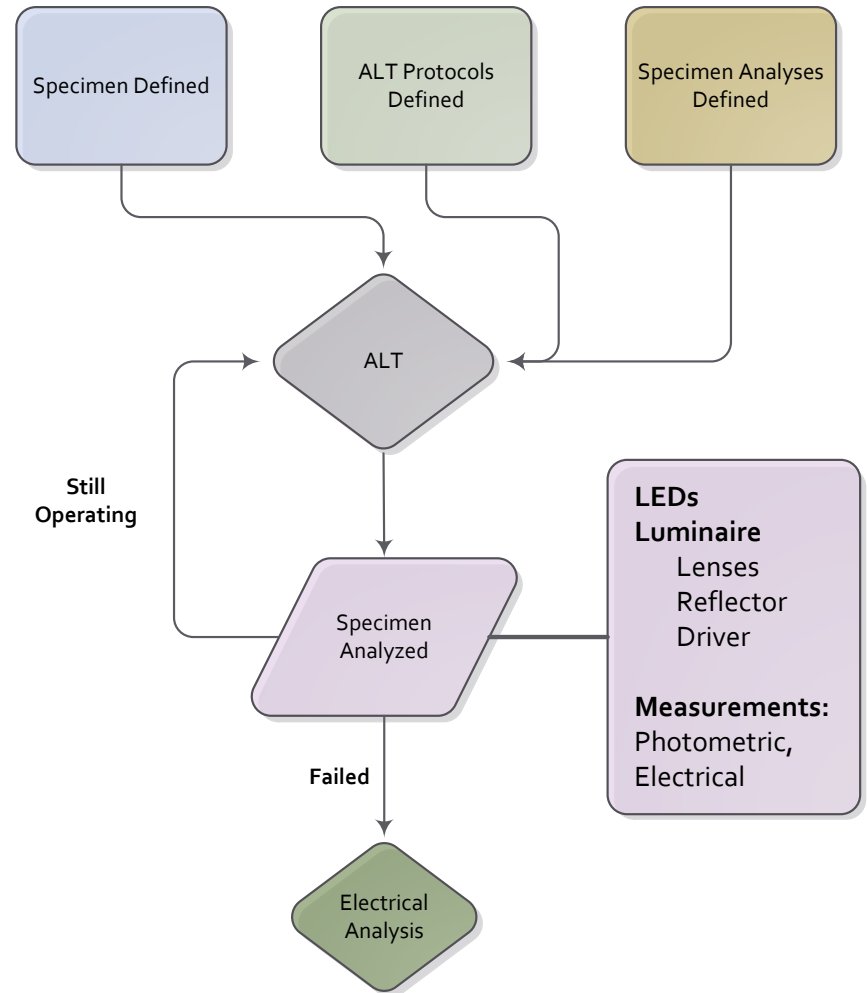 Specimen Defined
ALT Protocols
Defined
Specimen Analyses
Defined
ALT
Still
Operating
LEDs
Luminaire
Lenses
Reflector
Driver
Measurements:
Photometric,
Electrical
Specimen
Analyzed
Failed
Electrical
Analysis